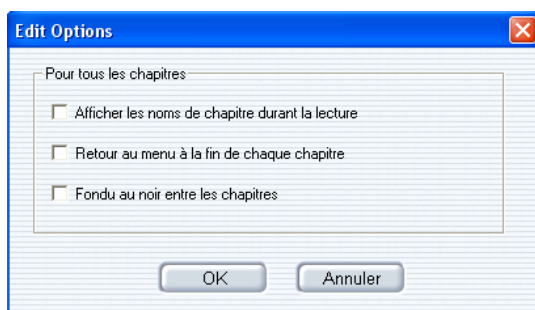 Edit Options
Pour tous les chapitres
Afficher les noms de chapitre durant la lecture
Retour au menu à la fin de chaque chapitre
Fondu au noir entre les chapitres
OK Annuler